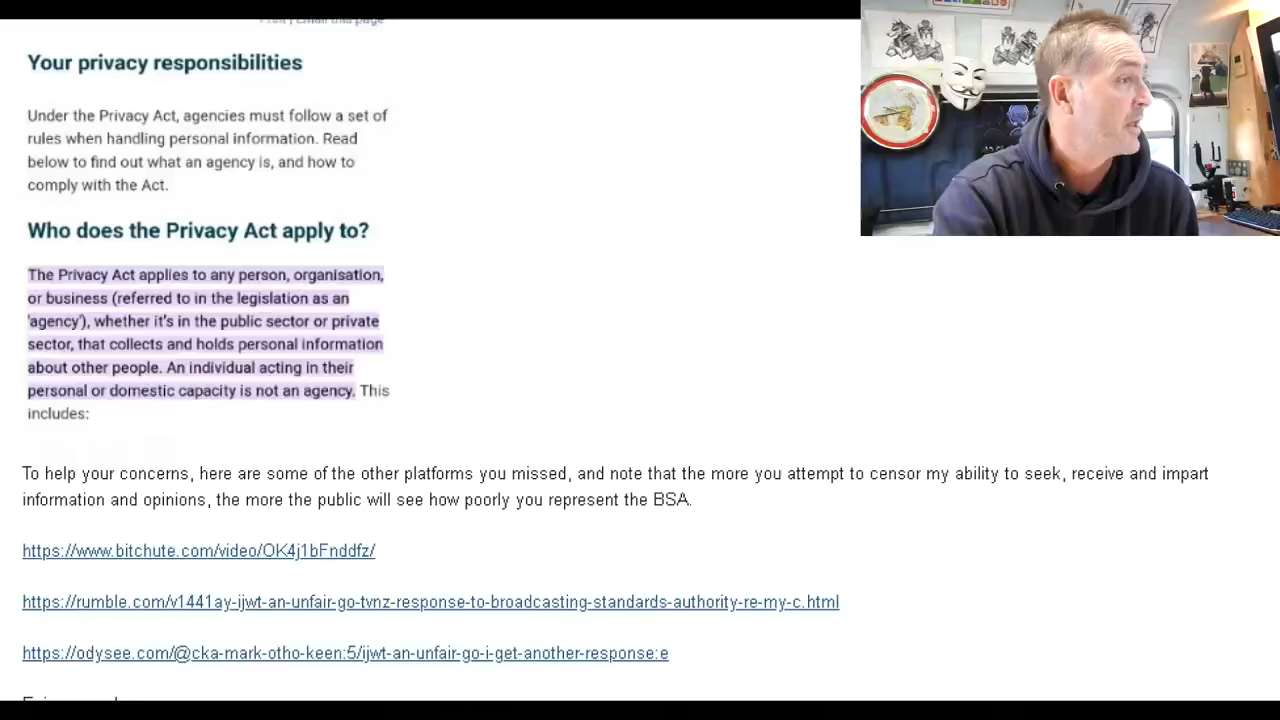 Print | Email this page
Your privacy responsibilities
Under the Privacy Act, agencies must follow a set of
rules when handling personal information. Read
below to find out what an agency is, and how to
comply with the Act.
Who does the Privacy Act apply to?
The Privacy Act applies to any person, organisation,
or business (referred to in the legislation as an
'agency'), whether it's in the public sector or private
sector, that collects and holds personal information
about other people. An individual acting in their
personal or domestic capacity is not an agency. This
includes:
To help your concerns, here are some of the other platforms you missed, and note that the more you attempt to censor my ability to seek, receive and impart
information and opinions, the more the public will see how poorly you represent the BSA.
https://www.bitchute.com/video/OK4j1bFnddfz/
https://rumble.com/v1441ay-ijwt-an-unfair-go-tvnz-response-to-broadcasting-standards-authority-re-my-c.html
https://odysee.com/@cka-mark-otho-keen:5/ijwt-an-unfair-go-i-get-another-response:e